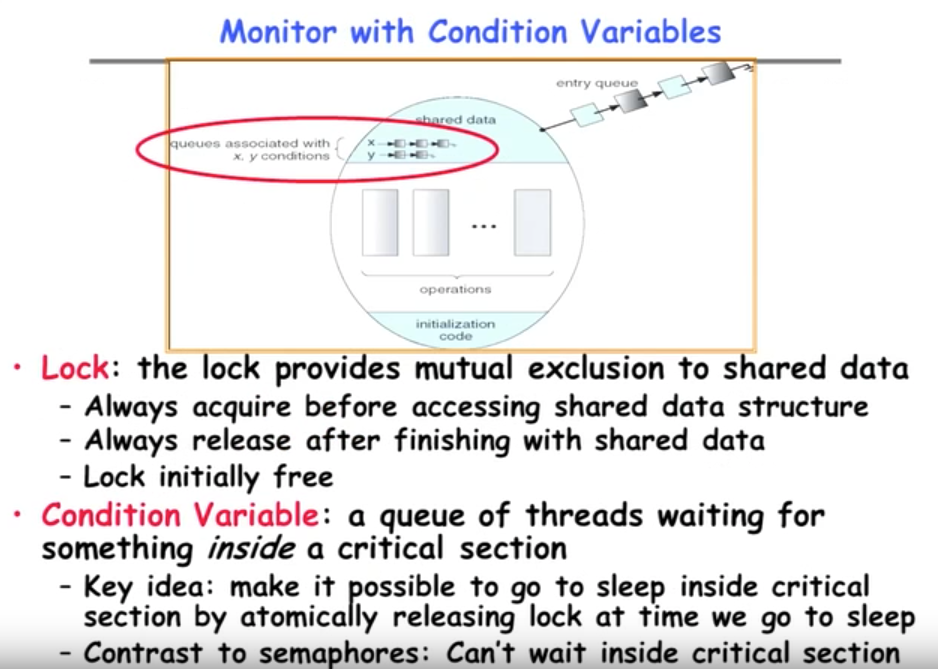 Monitor with Condition Variables
entry queue
shared data
queues associated with
x, y conditions
x
y
...
operations
initialization
code
• Lock: the lock provides mutual exclusion to shared data
– Always acquire before accessing shared data structure
– Always release after finishing with shared data
– Lock initially free
• Condition Variable: a queue of threads waiting for
something inside a critical section
– Key idea: make it possible to go to sleep inside critical
section by atomically releasing lock at time we go to sleep
– Contrast to semaphores: Can't wait inside critical section